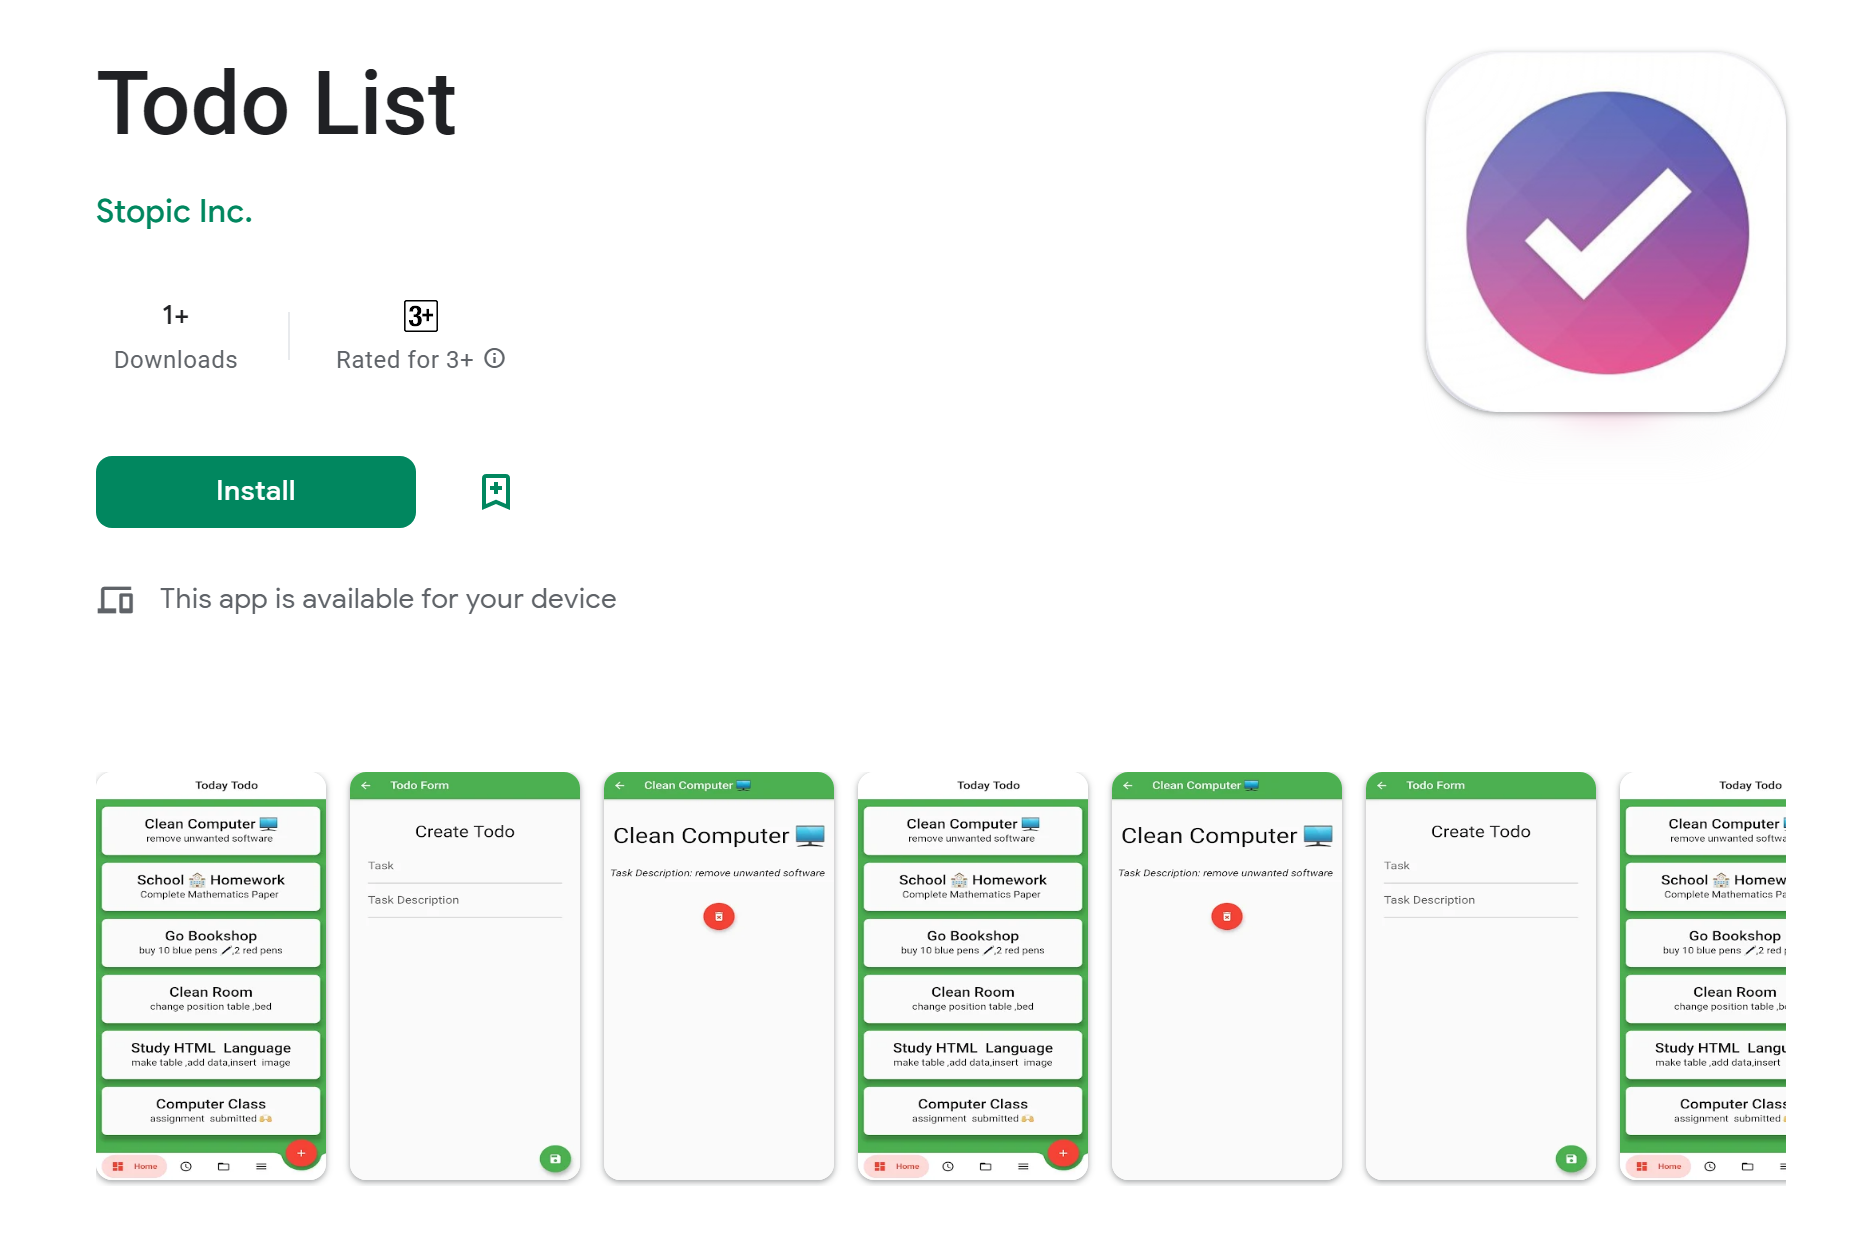 Todo List
Stopic Inc.
1+
Downloads
3+
Rated for 3+
Install
This app is available for your device
Today Todo
Clean Computer 🖥️
remove unwanted software
School 🏫 Homework
Complete Mathematics Paper
Go Bookshop
buy 10 blue pens 🖊️,2 red pens
Clean Room
change position table ,bed
Study HTML  Language
make table ,add data,insert  image
Computer Class
assignment  submitted 🙌
Home
Todo Form
Create Todo
Task
Task Description
Clean Computer 🖥️
Clean Computer 🖥️
Task Description: remove unwanted software
Today Todo
Clean Computer 🖥️
remove unwanted software
School 🏫 Homework
Complete Mathematics Paper
Go Bookshop
buy 10 blue pens 🖊️,2 red pens
Clean Room
change position table ,bed
Study HTML  Language
make table ,add data,insert  image
Computer Class
assignment  submitted 🙌
Home
Clean Computer 🖥️
Clean Computer 🖥️
Task Description: remove unwanted software
Todo Form
Create Todo
Task
Task Description
Today Todo
Clean Computer
remove unwanted
School 🏫
Complete Mathematics
Go Bookshop
buy 10 blue pens 🖊️,2 red
Clean Room
change position table
Study HTML
make table ,add data,insert
Computer
assignment  submitted
Home